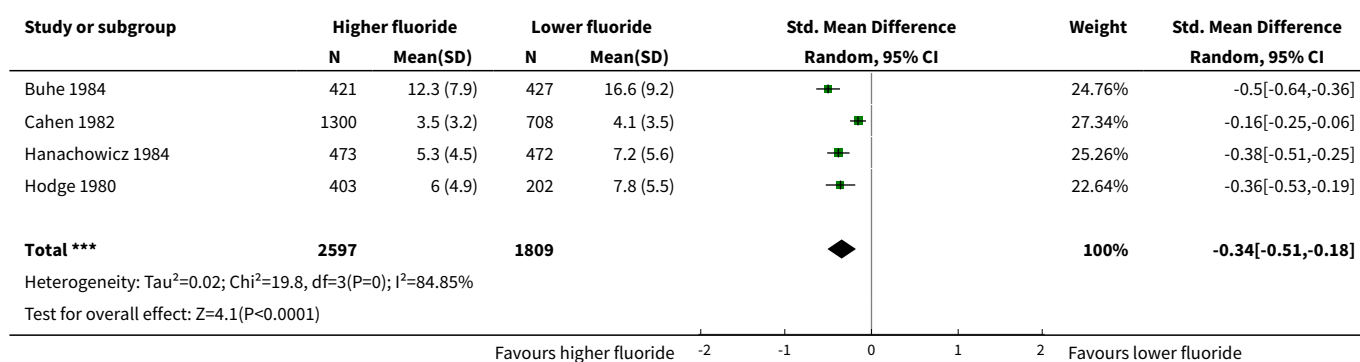 Study or subgroup Higher fluoride Lower fluoride Std. Mean Difference Weight Std. Mean Difference
N Mean(SD) N Mean(SD) Random, 95% CI Random, 95% CI
Buhe 1984 421 12.3 (7.9) 427 16.6 (9.2) 24.76% -0.5[-0.64,-0.36]
Cahen 1982 1300 3.5 (3.2) 708 4.1 (3.5) 27.34% -0.16[-0.25,-0.06]
Hanachowicz 1984 473 5.3 (4.5) 472 7.2 (5.6) 25.26% -0.38[-0.51,-0.25]
Hodge 1980 403 6 (4.9) 202 7.8 (5.5) 22.64% -0.36[-0.53,-0.19]
Total *** 2597 1809 100% -0.34[-0.51,-0.18]
Heterogeneity: Tau²=0.02; Chi²=19.8, df=3(P=0); I²=84.85%
Test for overall effect: Z=4.1(P<0.0001)
Favours higher fluoride -2 -1 0 1 2 Favours lower fluoride